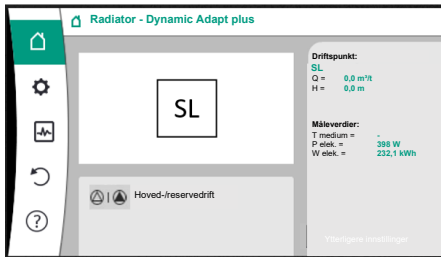 Radiator - Dynamic Adapt plus
SL
Hoved-/reservedrift
Driftspunkt:
SL
Q = 0,0 m³/t
H = 0,0 m
Måleverdier:
T medium = -
P elek. = 398 W
W elek. = 232,1 kWh
Ytterligere innstillinger
?